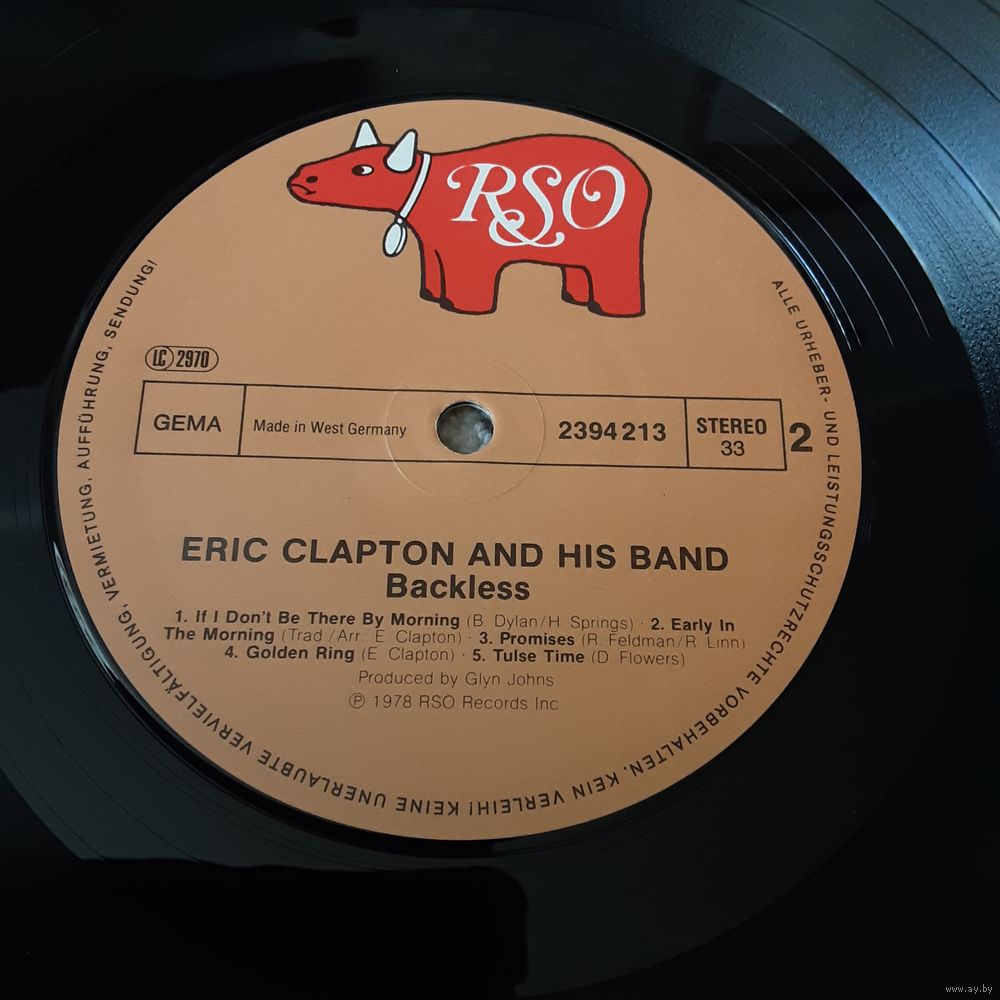 RSO
LC 2970
GEMA
Made in West Germany
2394 213
STEREO
33
2
ERIC CLAPTON AND HIS BAND
Backless
1. If I Don't Be There By Morning (B. Dylan/H. Springs) · 2. Early In
The Morning (Trad./Arr.: E. Clapton) · 3. Promises (R. Feldman/R. Linn)
4. Golden Ring (E. Clapton) · 5. Tulse Time (D. Flowers)
Produced by Glyn Johns
℗ 1978 RSO Records Inc
ALLE URHEBER- UND LEISTUNGSSCHUTZRECHTE VORBEHALTEN. KEIN VERLEIH! KEINE UNERLAUBTE VERVIELFÄLTIGUNG, VERMIETUNG, AUFFÜHRUNG, SENDUNG!
www.ay.by